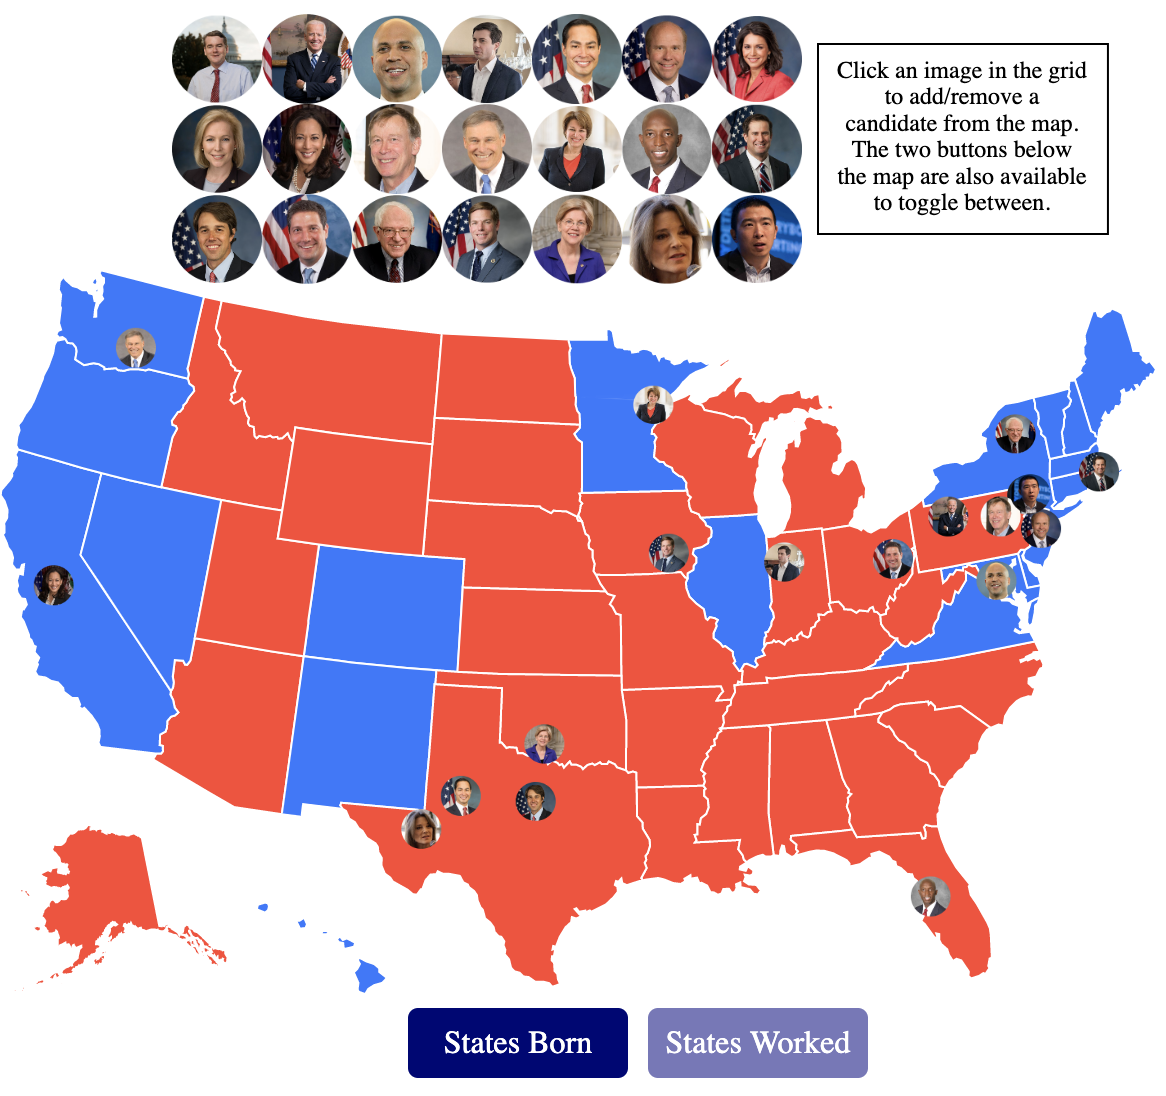 Click an image in the grid
to add/remove a
candidate from the map.
The two buttons below
the map are also available
to toggle between.
States Born
States Worked